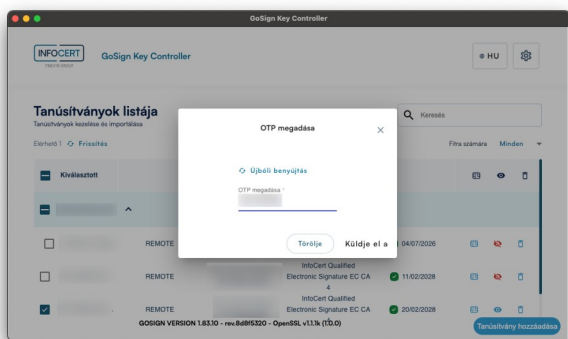 GoSign Key Controller
INFOCERT
TINEXTA GROUP
GoSign Key Controller
HU
Tanúsítványok listája
Tanúsítványok kezelése és importálása
Keresés
Elérhető 1 Frissítés
Fitra számára Minden
Kiválasztott
OTP megadása
Újbóli benyújtás
OTP megadása *
Törölje Küldje el a
REMOTE
04/07/2026
REMOTE
InfoCert Qualified
Electronic Signature EC CA
4
11/02/2028
REMOTE
InfoCert Qualified
Electronic Signature EC CA
20/02/2028
GOSIGN VERSION 1.83.10 - rev.8d8f5320 - OpenSSL v1.1.1k (1.0.0)
Tanúsítvány hozzáadása